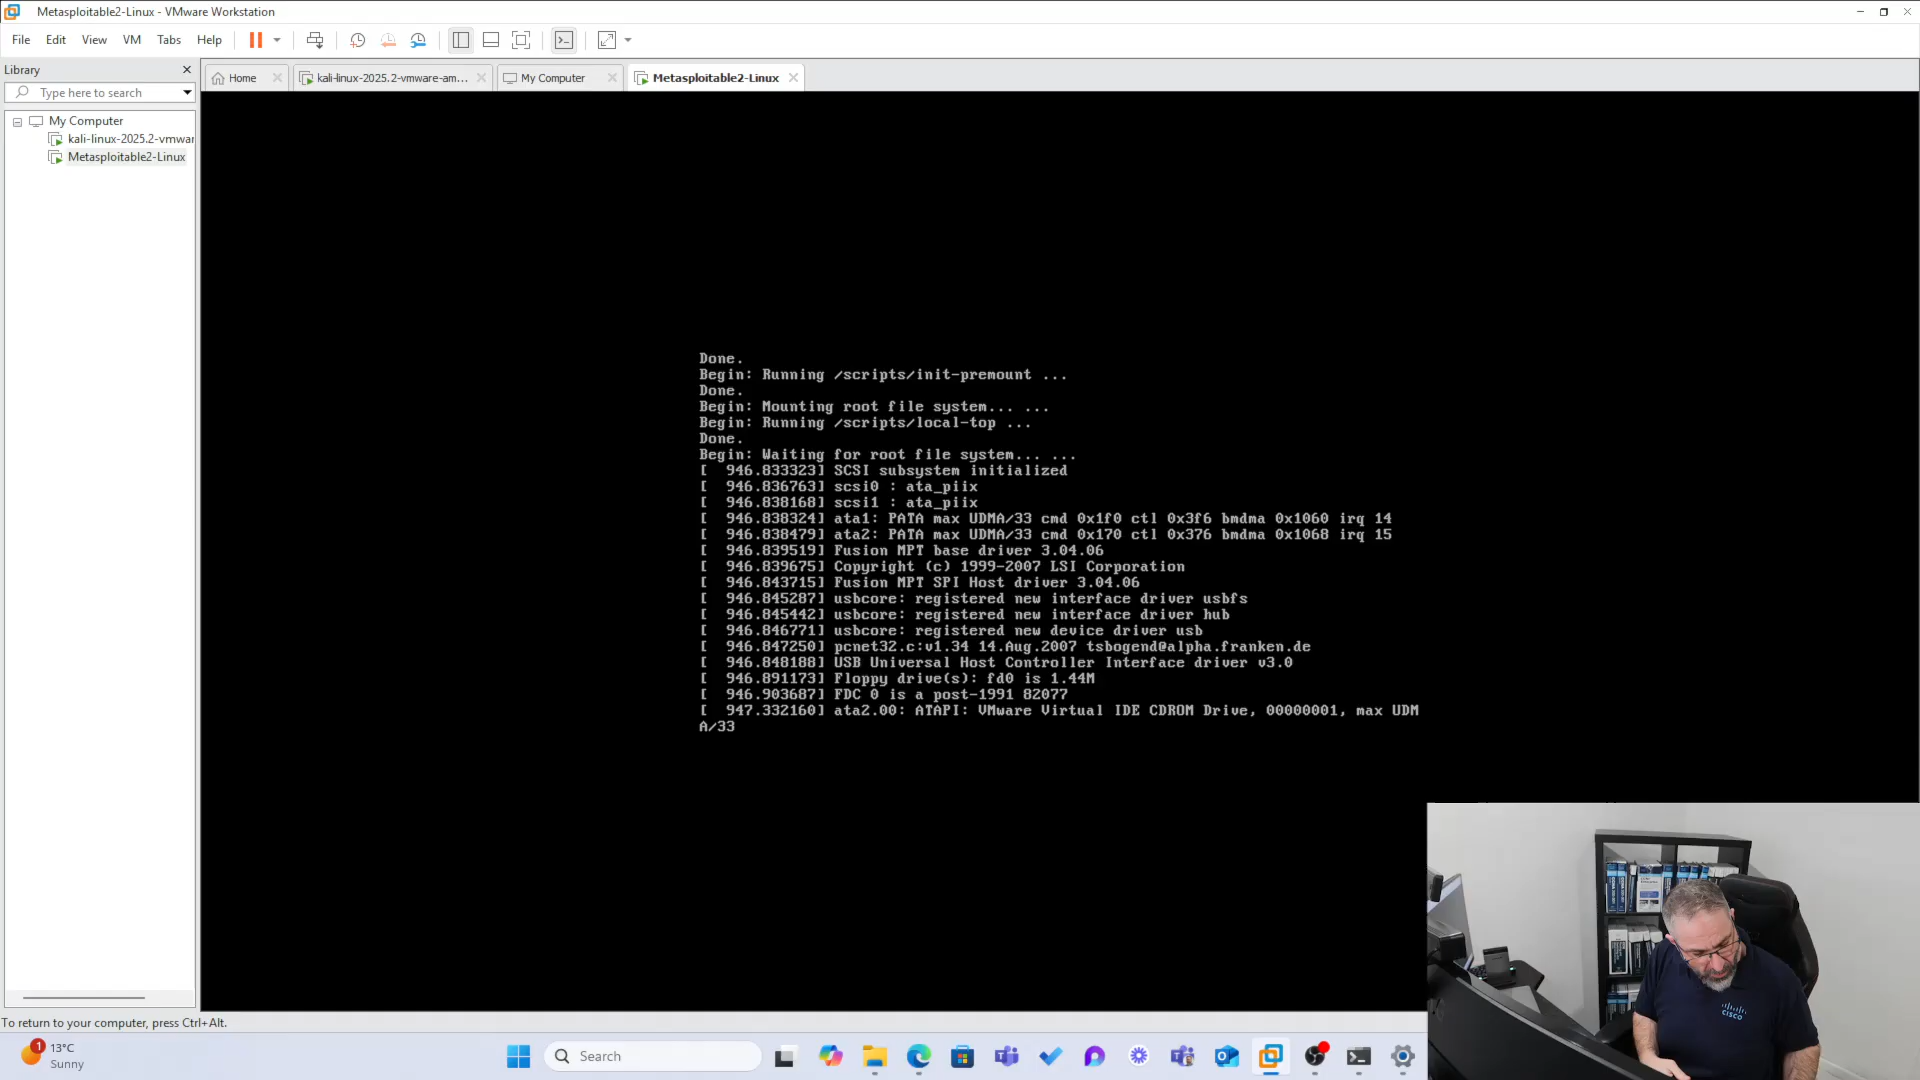 Metasploitable2-Linux - VMware Workstation
File Edit View VM Tabs Help
Library
Type here to search
My Computer
kali-linux-2025.2-vmwar
Metasploitable2-Linux
Home
kali-linux-2025.2-vmware-am...
My Computer
Metasploitable2-Linux
Done.
Begin: Running /scripts/init-premount ...
Done.
Begin: Mounting root file system... ...
Begin: Running /scripts/local-top ...
Done.
Begin: Waiting for root file system... ...
[  946.833323] SCSI subsystem initialized
[  946.836763] scsi0 : ata_piix
[  946.838168] scsi1 : ata_piix
[  946.838324] ata1: PATA max UDMA/33 cmd 0x1f0 ctl 0x3f6 bmdma 0x1060 irq 14
[  946.838479] ata2: PATA max UDMA/33 cmd 0x170 ctl 0x376 bmdma 0x1068 irq 15
[  946.839519] Fusion MPT base driver 3.04.06
[  946.839675] Copyright (c) 1999-2007 LSI Corporation
[  946.843715] Fusion MPT SPI Host driver 3.04.06
[  946.845287] usbcore: registered new interface driver usbfs
[  946.845442] usbcore: registered new interface driver hub
[  946.846771] usbcore: registered new device driver usb
[  946.847250] pcnet32.c:v1.34 14.Aug.2007 tsbogend@alpha.franken.de
[  946.848188] USB Universal Host Controller Interface driver v3.0
[  946.891173] Floppy drive(s): fd0 is 1.44M
[  946.903687] FDC 0 is a post-1991 82077
[  947.332160] ata2.00: ATAPI: VMware Virtual IDE CDROM Drive, 00000001, max UDM
A/33
To return to your computer, press Ctrl+Alt.
1
13°C
Sunny
Search
CISCO